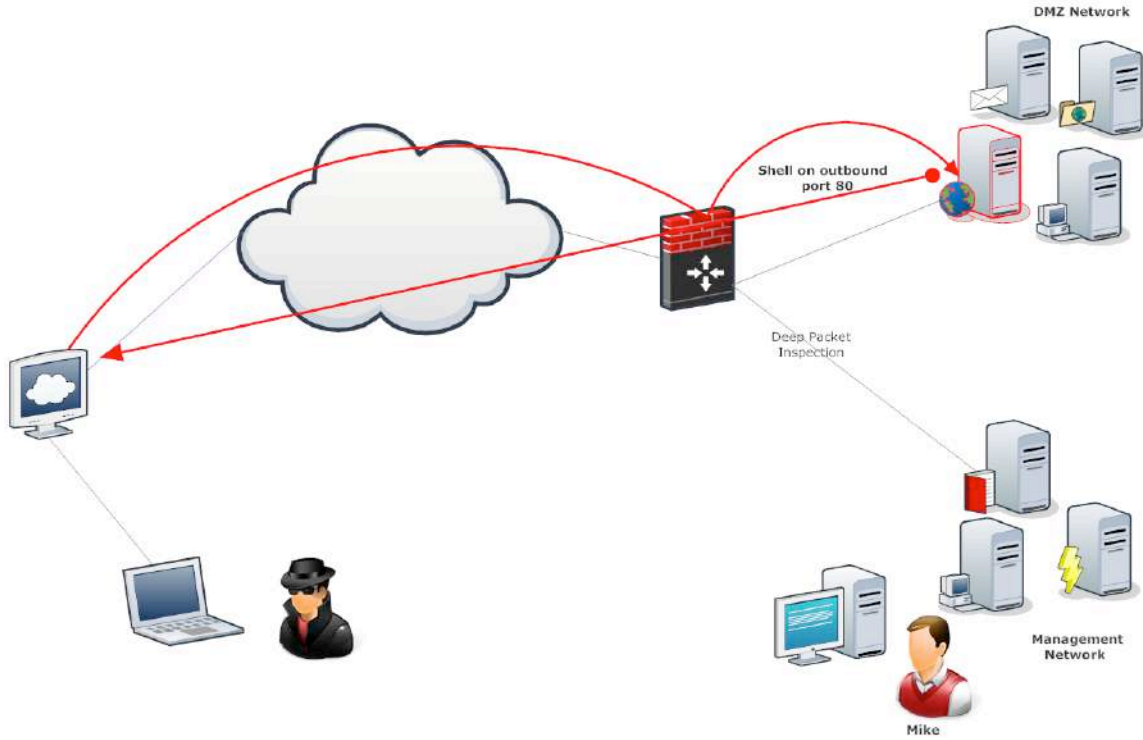 DMZ Network
Shell on outbound
port 80
Deep Packet
Inspection
Management
Network
Mike